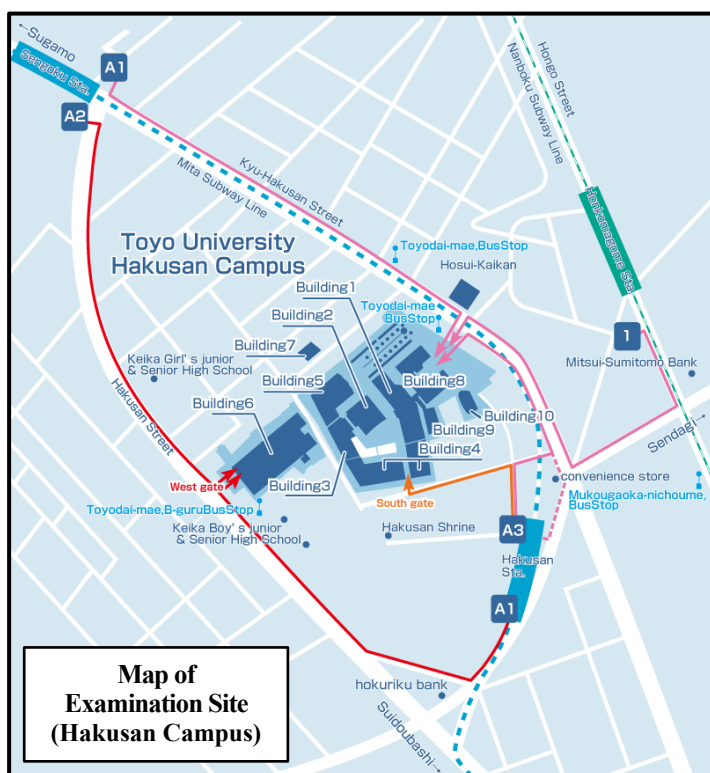 ←Sugamo
Sengoku Sta.
A1
A2
Hongo Street
Nanboku Subway Line
Kyu-Hakusan Street
Mita Subway Line
Honkomagome Sta.
Toyo University
Hakusan Campus
Toyodai-mae,BusStop
Hosui-Kaikan
Building1
Toyodai-mae
BusStop
Building2
Building7
1
Mitsui-Sumitomo Bank
Keika Girl's junior
& Senior High School
Building5
Building8
Hakusan Street
Building6
Building10
Building9
Building4
Sendagi→
West gate
Building3
convenience store
Mukougaoka-nichoume,
BusStop
South gate
Toyodai-mae,B-guruBusStop
Keika Boy's junior
& Senior High School
Hakusan Shrine
A3
Hakusan
Sta.
A1
hokuriku bank
Suidoubashi→
Map of
Examination Site
(Hakusan Campus)